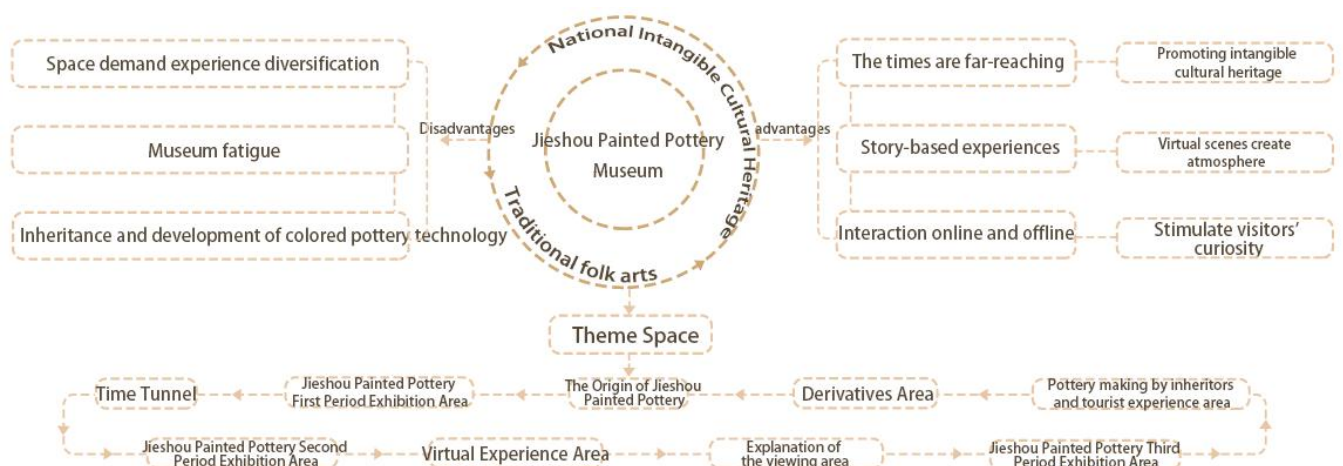 National Intangible Cultural Heritage
Traditional folk arts
Jieshou Painted Pottery
Museum
Disadvantages
Space demand experience diversification
Museum fatigue
Inheritance and development of colored pottery technology
advantages
The times are far-reaching
Promoting intangible
cultural heritage
Story-based experiences
Virtual scenes create
atmosphere
Interaction online and offline
Stimulate visitors'
curiosity
Theme Space
Time Tunnel
Jieshou Painted Pottery
First Period Exhibition Area
The Origin of Jieshou
Painted Pottery
Derivatives Area
Pottery making by inheritors
and tourist experience area
Jieshou Painted Pottery Second
Period Exhibition Area
Virtual Experience Area
Explanation of
the viewing area
Jieshou Painted Pottery Third
Period Exhibition Area